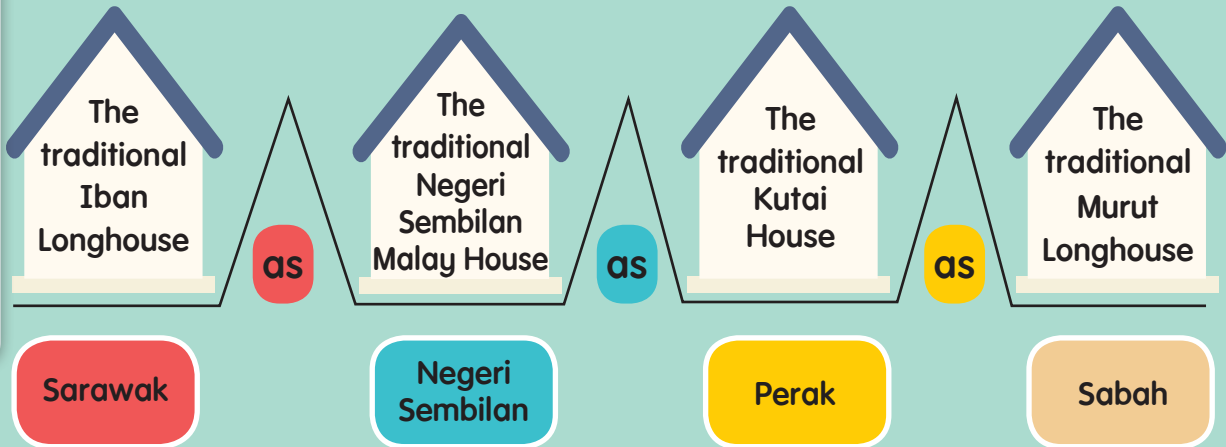 The
traditional
Iban
Longhouse
as
The
traditional
Negeri
Sembilan
Malay House
as
The
traditional
Kutai
House
as
The
traditional
Murut
Longhouse
Sarawak
Negeri
Sembilan
Perak
Sabah